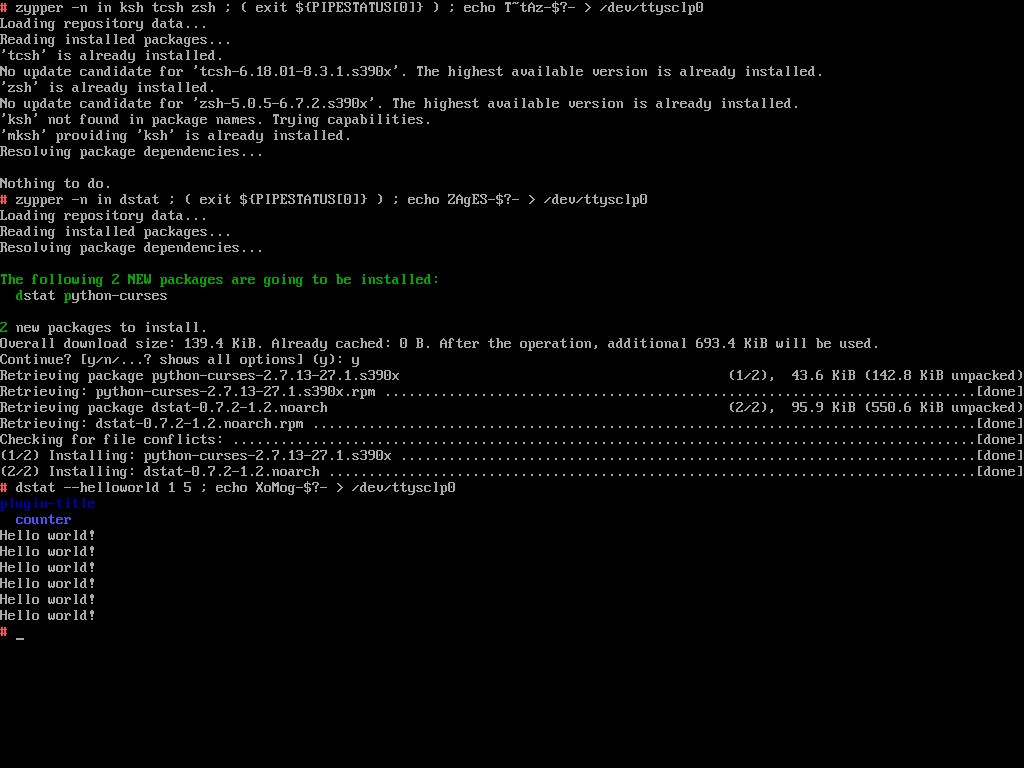 # zypper -n in ksh tcsh zsh ; ( exit ${PIPESTATUS[0]} ) ; echo T~tAz-$?- > /dev/ttysclp0
Loading repository data...
Reading installed packages...
'tcsh' is already installed.
No update candidate for 'tcsh-6.18.01-8.3.1.s390x'. The highest available version is already installed.
'zsh' is already installed.
No update candidate for 'zsh-5.0.5-6.7.2.s390x'. The highest available version is already installed.
'ksh' not found in package names. Trying capabilities.
'mksh' providing 'ksh' is already installed.
Resolving package dependencies...

Nothing to do.
# zypper -n in dstat ; ( exit ${PIPESTATUS[0]} ) ; echo ZAgES-$?- > /dev/ttysclp0
Loading repository data...
Reading installed packages...
Resolving package dependencies...

The following 2 NEW packages are going to be installed:
  dstat python-curses

2 new packages to install.
Overall download size: 139.4 KiB. Already cached: 0 B. After the operation, additional 693.4 KiB will be used.
Continue? [y/n/...? shows all options] (y): y
Retrieving package python-curses-2.7.13-27.1.s390x (1/2),  43.6 KiB (142.8 KiB unpacked)
Retrieving: python-curses-2.7.13-27.1.s390x.rpm ..........................................................................[done]
Retrieving package dstat-0.7.2-1.2.noarch (2/2),  95.9 KiB (550.6 KiB unpacked)
Retrieving: dstat-0.7.2-1.2.noarch.rpm ...................................................................................[done]
Checking for file conflicts: .............................................................................................[done]
(1/2) Installing: python-curses-2.7.13-27.1.s390x ........................................................................[done]
(2/2) Installing: dstat-0.7.2-1.2.noarch .................................................................................[done]
# dstat --helloworld 1 5 ; echo XoMog-$?- > /dev/ttysclp0
plugin-title
  counter
Hello world!
Hello world!
Hello world!
Hello world!
Hello world!
Hello world!
# _